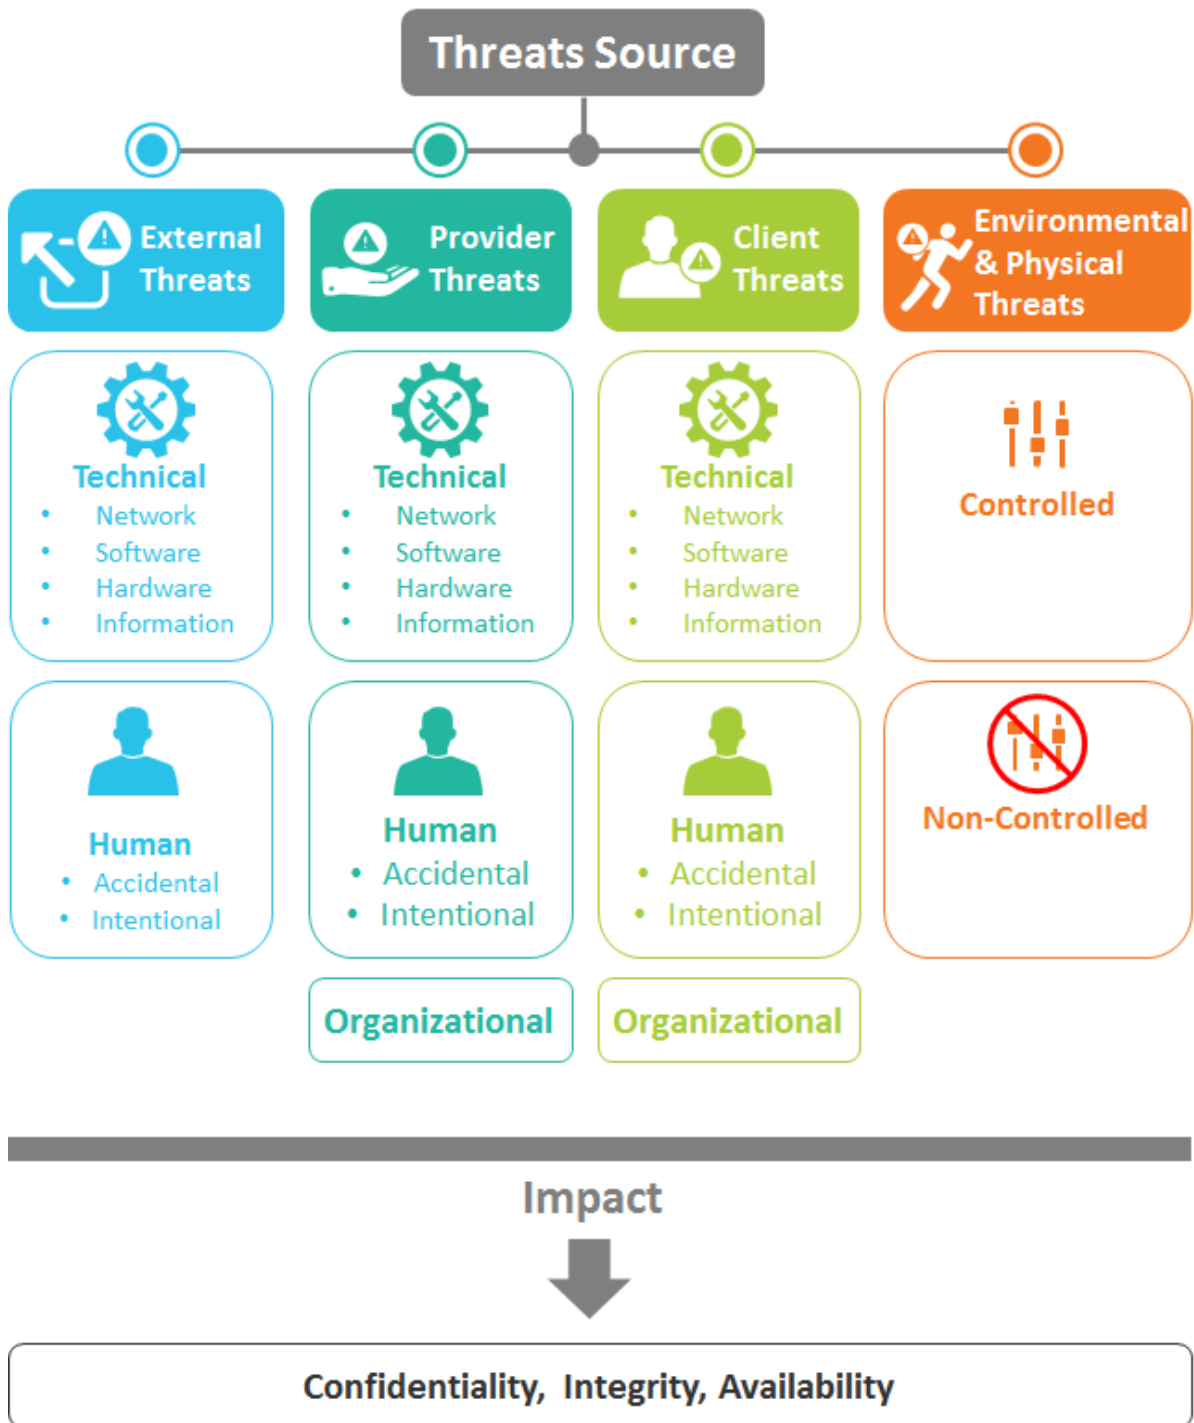 Threats Source
External
Threats
Provider
Threats
Client
Threats
Environmental
& Physical
Threats
Technical
• Network
• Software
• Hardware
• Information
Technical
• Network
• Software
• Hardware
• Information
Technical
• Network
• Software
• Hardware
• Information
Controlled
Human
• Accidental
• Intentional
Human
• Accidental
• Intentional
Human
• Accidental
• Intentional
Non-Controlled
Organizational
Organizational
Impact
Confidentiality, Integrity, Availability